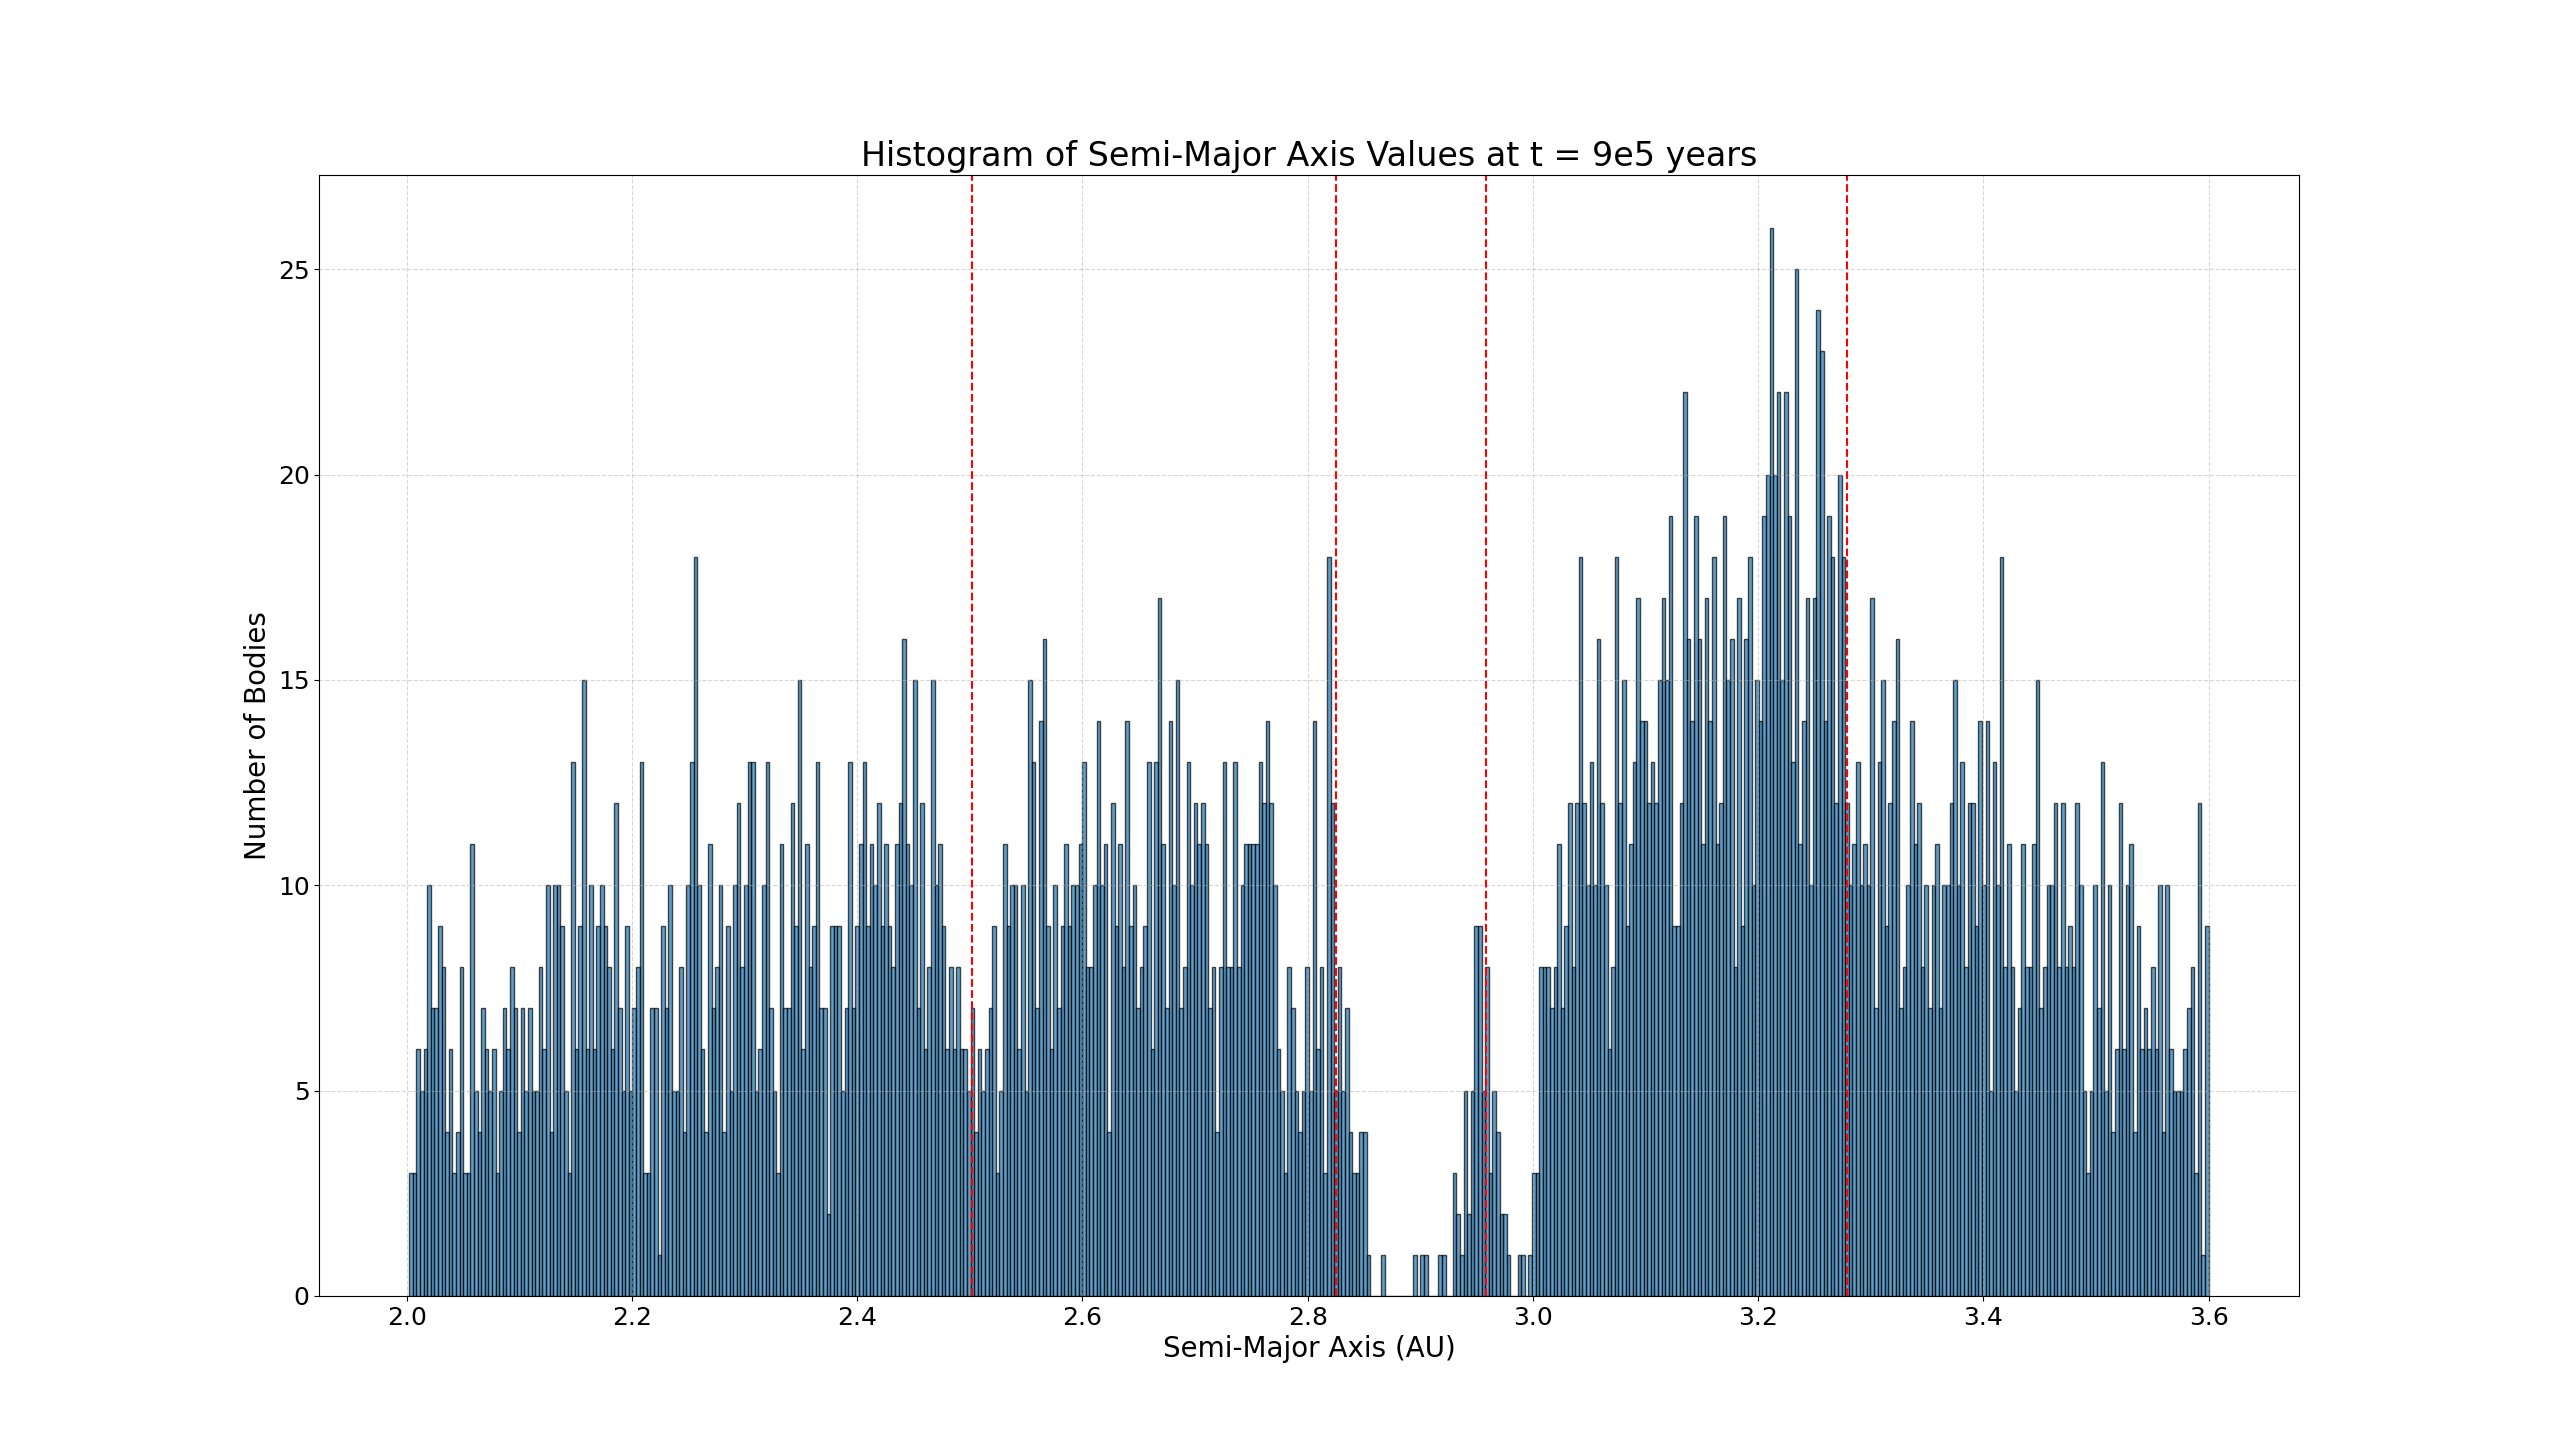 Histogram of Semi-Major Axis Values at t = 9e5 years
25
20
15
10
5
0
Number of Bodies
2.0 2.2 2.4 2.6 2.8 3.0 3.2 3.4 3.6
Semi-Major Axis (AU)